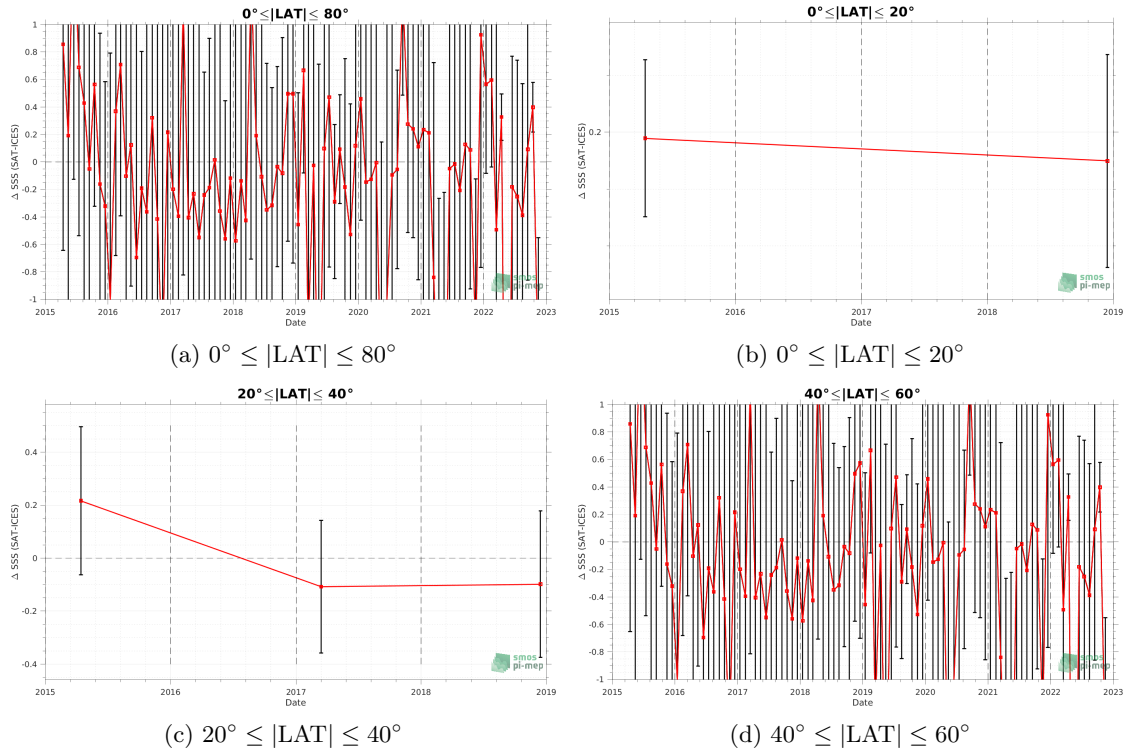 0°≤|LAT|≤ 80°
Δ SSS (SAT-ICES)
1
0.8
0.6
0.4
0.2
0
-0.2
-0.4
-0.6
-0.8
-1
2015
2016
2017
2018
2019
2020
2021
2022
2023
Date
smos
pi-mep
(a) 0° ≤ |LAT| ≤ 80°
0°≤|LAT|≤ 20°
Δ SSS (SAT-ICES)
0.2
2015
2016
2017
2018
2019
Date
smos
pi-mep
(b) 0° ≤ |LAT| ≤ 20°
20°≤|LAT|≤ 40°
Δ SSS (SAT-ICES)
0.4
0.2
0
-0.2
-0.4
2015
2016
2017
2018
2019
Date
smos
pi-mep
(c) 20° ≤ |LAT| ≤ 40°
40°≤|LAT|≤ 60°
Δ SSS (SAT-ICES)
1
0.8
0.6
0.4
0.2
0
-0.2
-0.4
-0.6
-0.8
-1
2015
2016
2017
2018
2019
2020
2021
2022
2023
Date
smos
pi-mep
(d) 40° ≤ |LAT| ≤ 60°